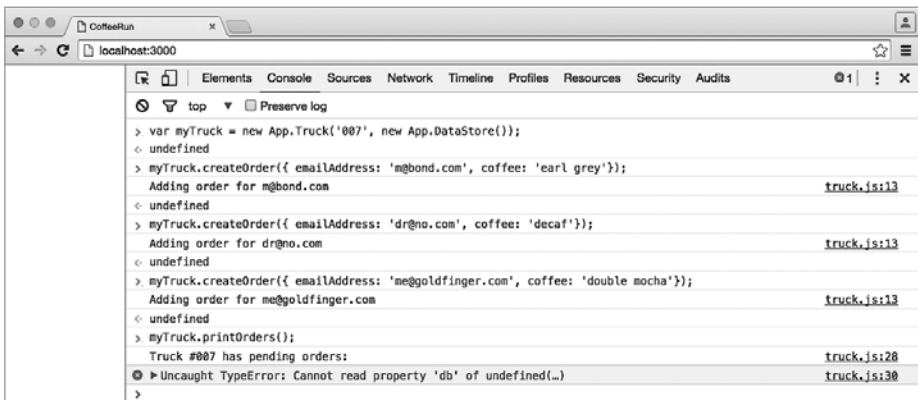 CoffeeRun ×
localhost:3000
Elements Console Sources Network Timeline Profiles Resources Security Audits 1
top ▼ Preserve log
> var myTruck = new App.Truck('007', new App.DataStore());
< undefined
> myTruck.createOrder({ emailAddress: 'm@bond.com', coffee: 'earl grey'});
Adding order for m@bond.com truck.js:13
< undefined
> myTruck.createOrder({ emailAddress: 'dr@no.com', coffee: 'decaf'});
Adding order for dr@no.com truck.js:13
< undefined
> myTruck.createOrder({ emailAddress: 'me@goldfinger.com', coffee: 'double mocha'});
Adding order for me@goldfinger.com truck.js:13
< undefined
> myTruck.printOrders();
Truck #007 has pending orders: truck.js:28
▶Uncaught TypeError: Cannot read property 'db' of undefined(…) truck.js:30
>